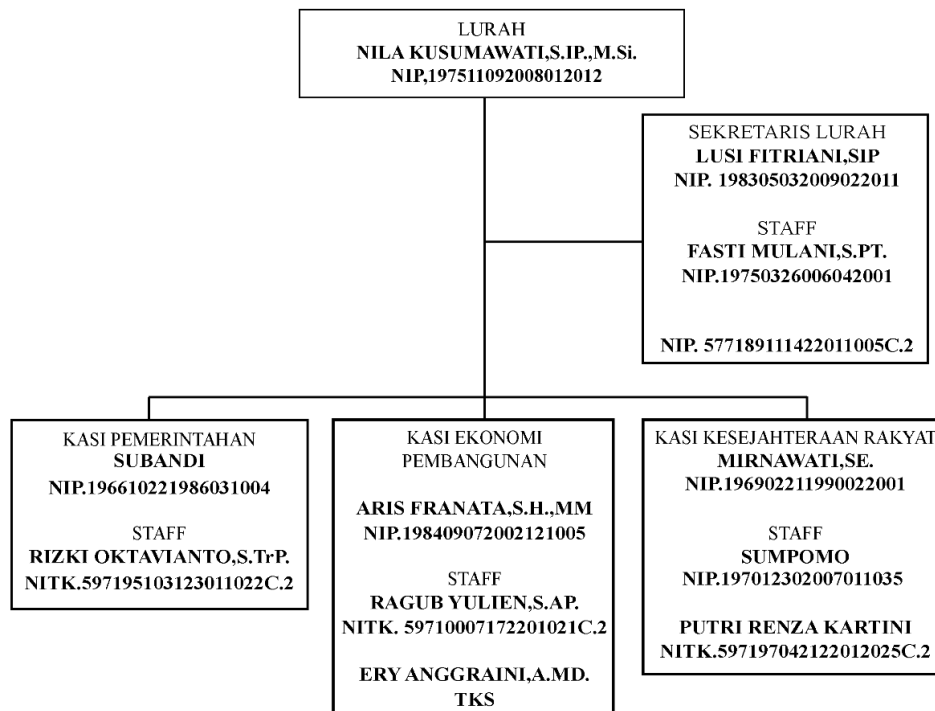 LURAH
NILA KUSUMAWATI,S.IP.,M.Si.
NIP,197511092008012012
SEKRETARIS LURAH
LUSI FITRIANI,SIP
NIP. 198305032009022011
STAFF
FASTI MULANI,S.PT.
NIP.19750326006042001
NIP. 577189111422011005C.2
KASI PEMERINTAHAN
SUBANDI
NIP.196610221986031004
STAFF
RIZKI OKTAVIANTO,S.TrP.
NITK.597195103123011022C.2
KASI EKONOMI
PEMBANGUNAN
ARIS FRANATA,S.H.,MM
NIP.198409072002121005
STAFF
RAGUB YULIEN,S.AP.
NITK. 59710007172201021C.2
ERY ANGGRAINI,A.MD.
TKS
KASI KESEJAHTERAAN RAKYAT
MIRNAWATI,SE.
NIP.196902211990022001
STAFF
SUMPOMO
NIP.197012302007011035
PUTRI RENZA KARTINI
NITK.597197042122012025C.2